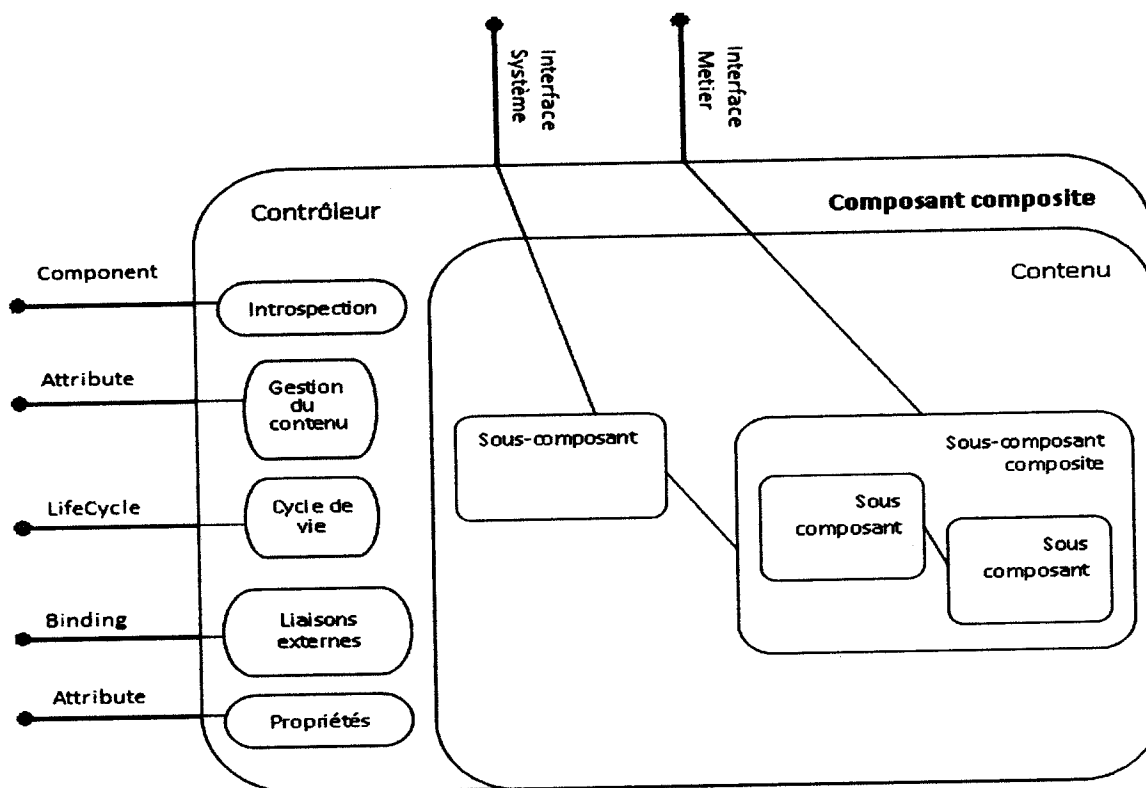 Interface
Système
Interface
Metier
Contrôleur
Composant composite
Contenu
Component
Introspection
Attribute
Gestion
du
contenu
LifeCycle
Cycle de
vie
Binding
Liaisons
externes
Attribute
Propriétés
Sous-composant
Sous-composant
composite
Sous
composant
Sous
composant